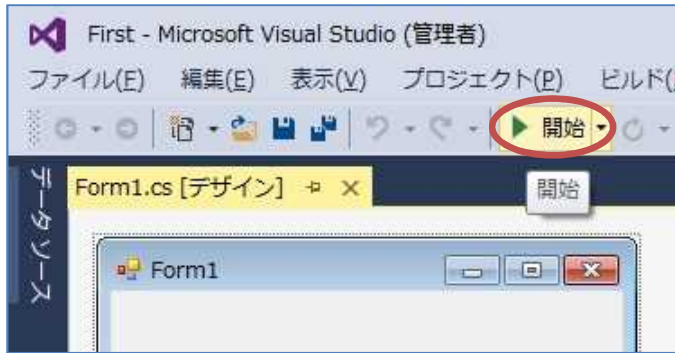 First - Microsoft Visual Studio (管理者)
ファイル(F) 編集(E) 表示(V) プロジェクト(P) ビルド(
開始
Form1.cs [デザイン]
開始
データソース
Form1